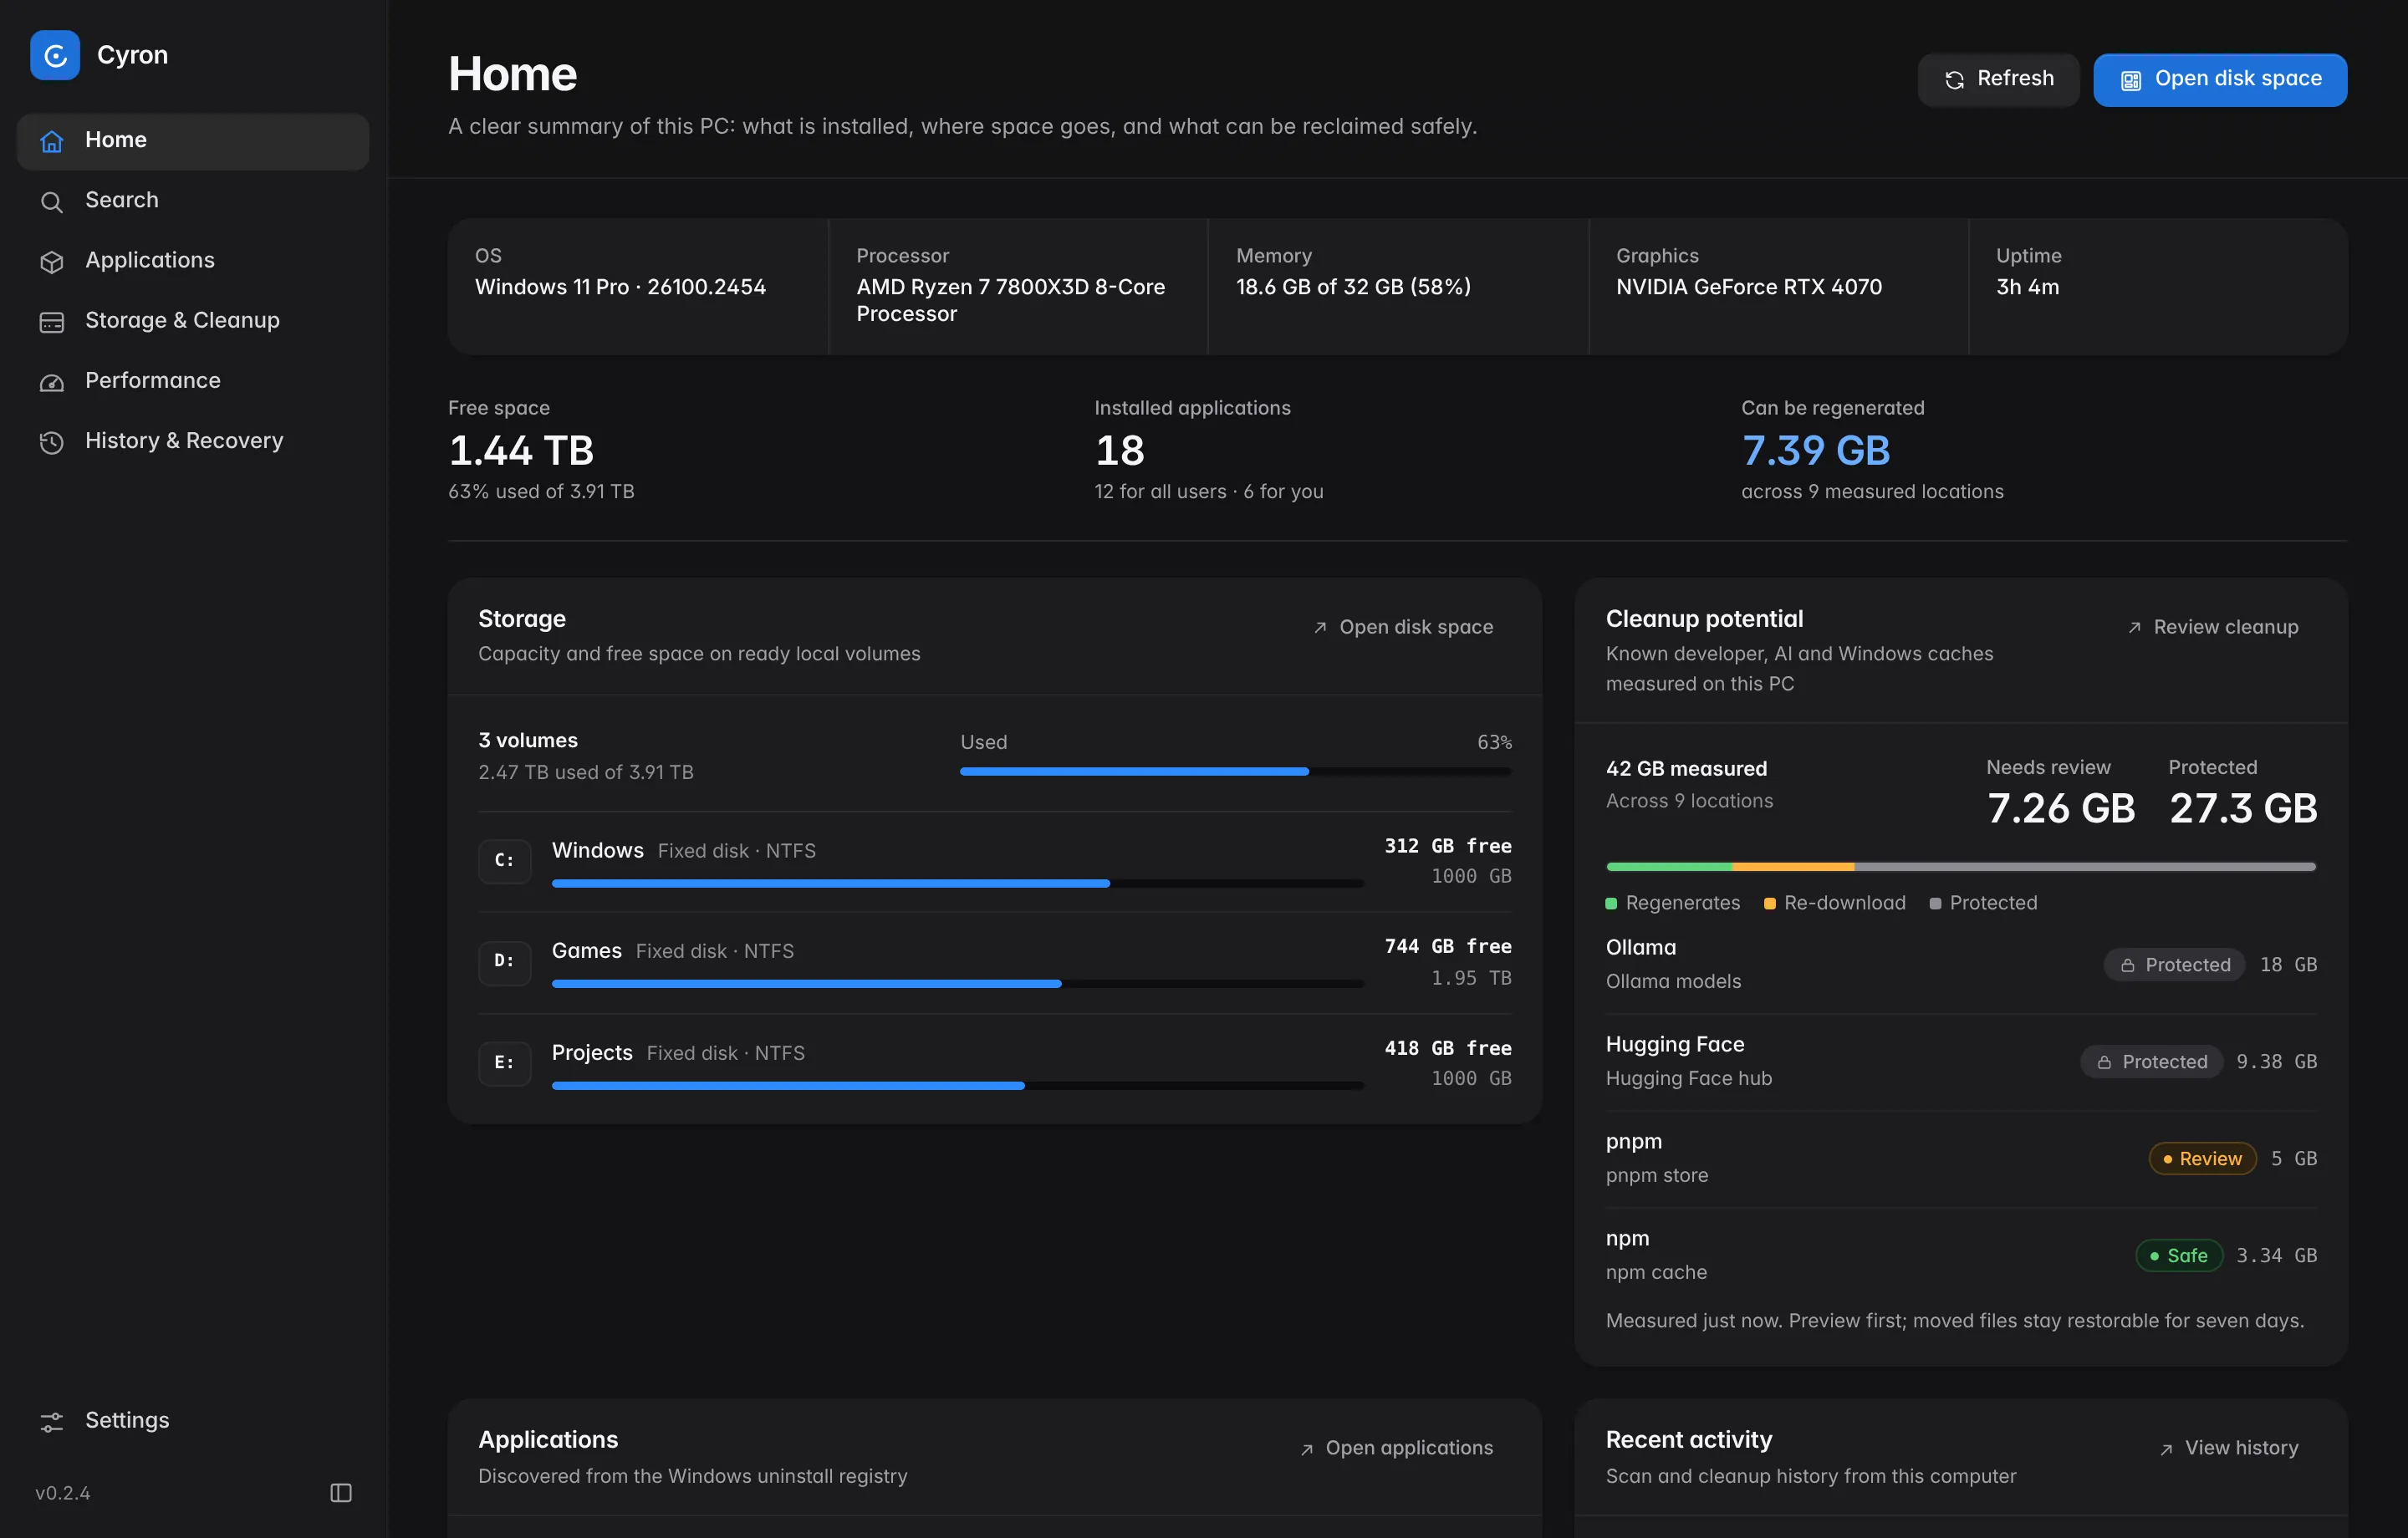 Cyron
Home
Search
Applications
Storage & Cleanup
Performance
History & Recovery
Settings
v0.2.4
Home
A clear summary of this PC: what is installed, where space goes, and what can be reclaimed safely.
Refresh
Open disk space
OS
Windows 11 Pro · 26100.2454
Processor
AMD Ryzen 7 7800X3D 8-Core
Processor
Memory
18.6 GB of 32 GB (58%)
Graphics
NVIDIA GeForce RTX 4070
Uptime
3h 4m
Free space
1.44 TB
63% used of 3.91 TB
Installed applications
18
12 for all users · 6 for you
Can be regenerated
7.39 GB
across 9 measured locations
Storage
Capacity and free space on ready local volumes
Open disk space
3 volumes
2.47 TB used of 3.91 TB
Used 63%
C: Windows Fixed disk · NTFS 312 GB free
1000 GB
D: Games Fixed disk · NTFS 744 GB free
1.95 TB
E: Projects Fixed disk · NTFS 418 GB free
1000 GB
Cleanup potential
Known developer, AI and Windows caches
measured on this PC
Review cleanup
42 GB measured
Across 9 locations
Needs review
7.26 GB
Protected
27.3 GB
Regenerates Re-download Protected
Ollama
Ollama models
Protected 18 GB
Hugging Face
Hugging Face hub
Protected 9.38 GB
pnpm
pnpm store
Review 5 GB
npm
npm cache
Safe 3.34 GB
Measured just now. Preview first; moved files stay restorable for seven days.
Applications
Discovered from the Windows uninstall registry
Open applications
Recent activity
Scan and cleanup history from this computer
View history